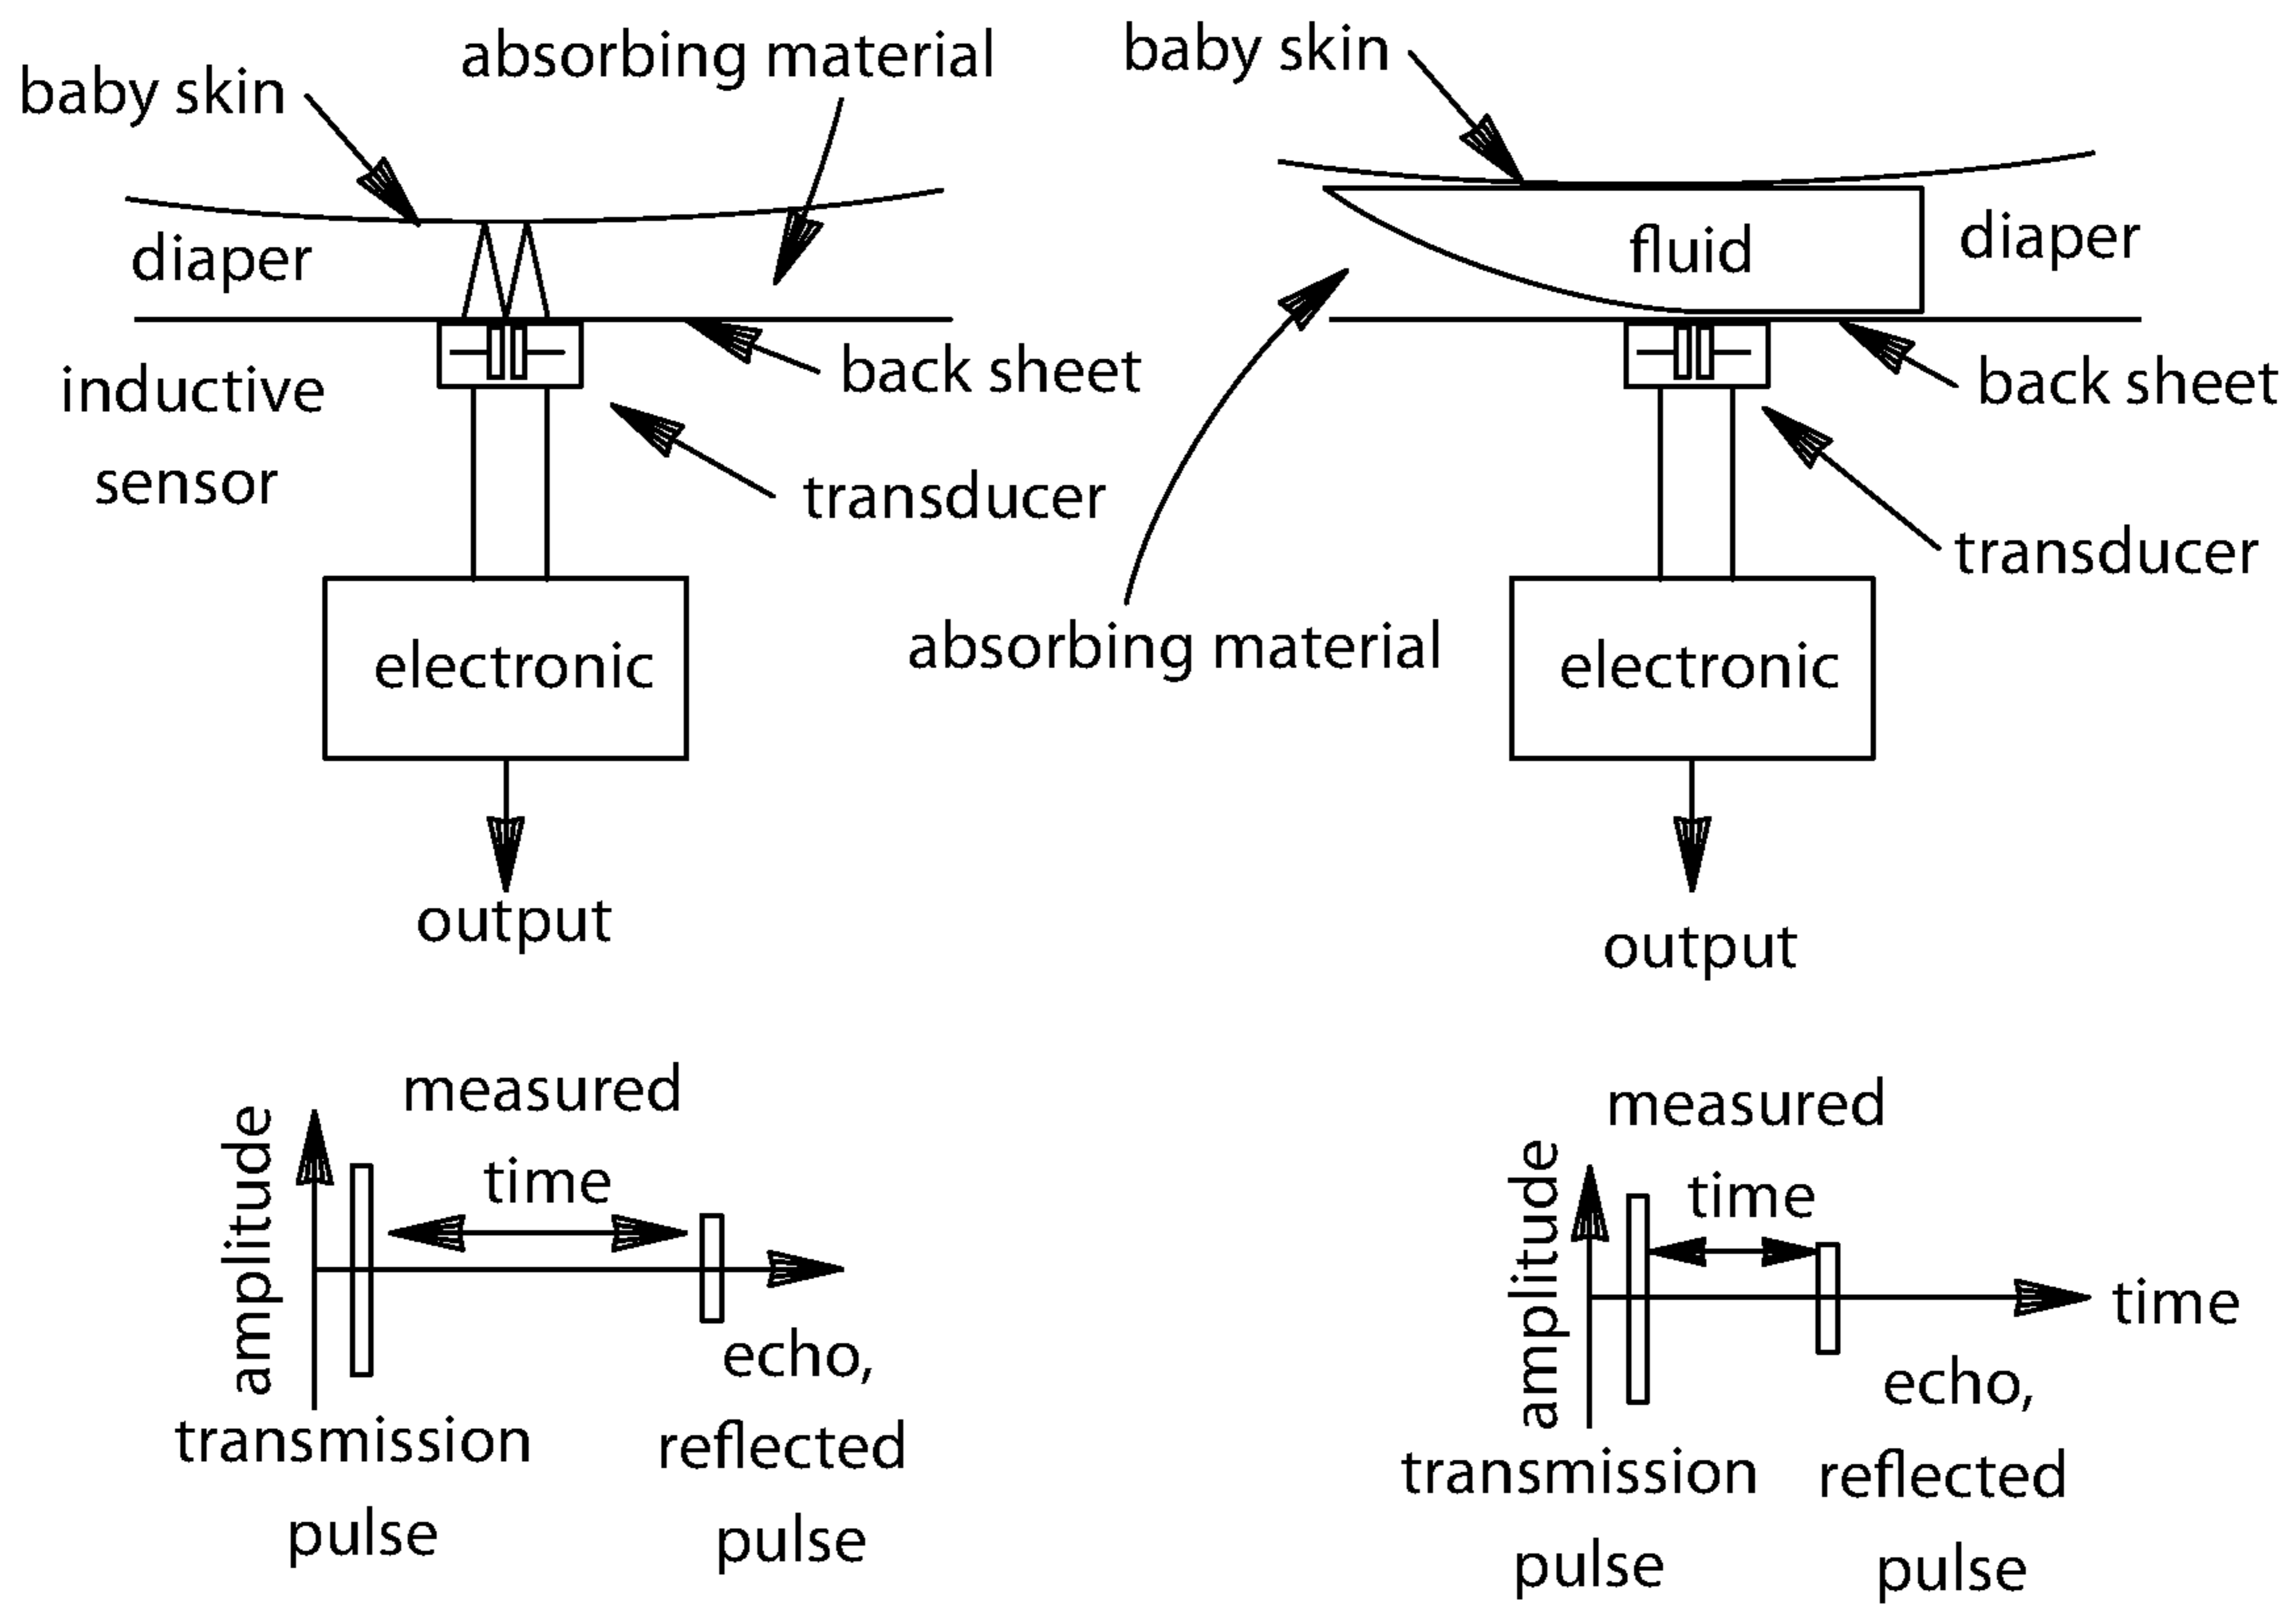 absorbing material
baby skin
diaper
inductive
sensor
back sheet
transducer
electronic
output
baby skin
fluid
diaper
back sheet
transducer
absorbing material
electronic
output
measured
time
amplitude
transmission
pulse
echo,
reflected
pulse
measured
time
amplitude
time
transmission
pulse
echo,
reflected
pulse